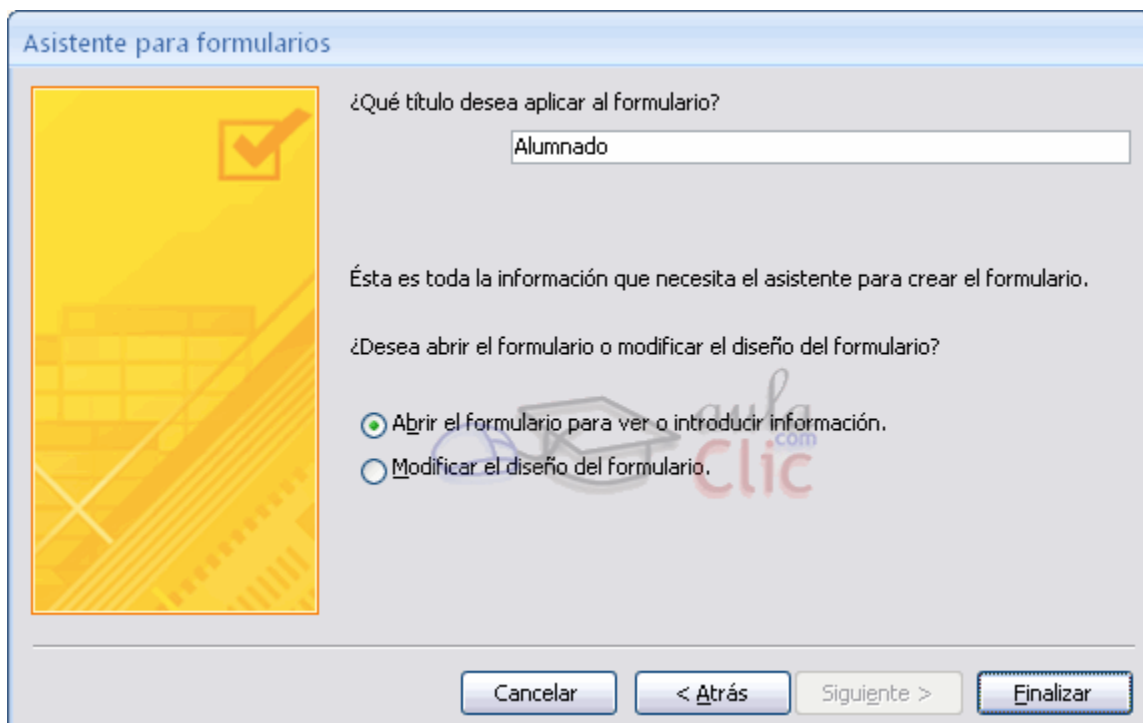 Asistente para formularios
¿Qué título desea aplicar al formulario?
Alumnado
Ésta es toda la información que necesita el asistente para crear el formulario.
¿Desea abrir el formulario o modificar el diseño del formulario?
Abrir el formulario para ver o introducir información.
Modificar el diseño del formulario.
aula
.com
Clic
Cancelar
< Atrás
Siguiente >
Finalizar